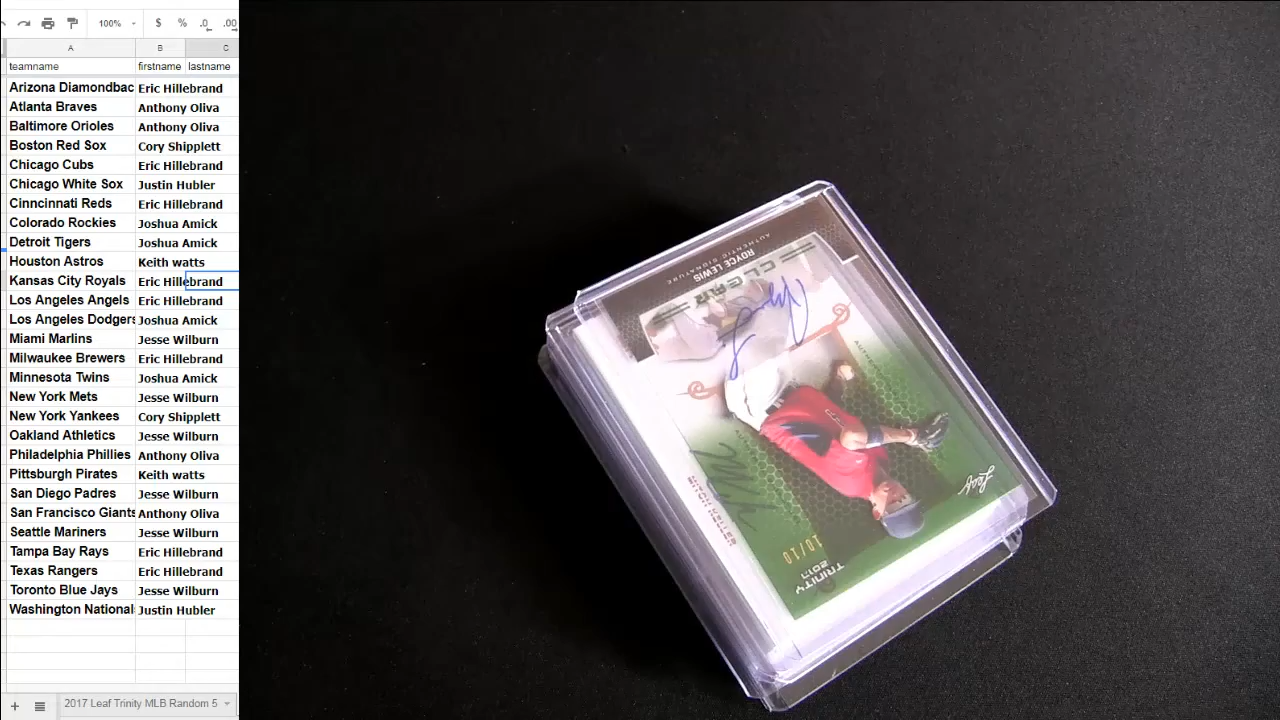 100% $ % .0 .00
A B C
teamname firstname lastname
Arizona Diamondbac Eric Hillebrand
Atlanta Braves Anthony Oliva
Baltimore Orioles Anthony Oliva
Boston Red Sox Cory Shipplett
Chicago Cubs Eric Hillebrand
Chicago White Sox Justin Hubler
Cinncinnati Reds Eric Hillebrand
Colorado Rockies Joshua Amick
Detroit Tigers Joshua Amick
Houston Astros Keith watts
Kansas City Royals Eric Hillebrand
Los Angeles Angels Eric Hillebrand
Los Angeles Dodgers Joshua Amick
Miami Marlins Jesse Wilburn
Milwaukee Brewers Eric Hillebrand
Minnesota Twins Joshua Amick
New York Mets Jesse Wilburn
New York Yankees Cory Shipplett
Oakland Athletics Jesse Wilburn
Philadelphia Phillies Anthony Oliva
Pittsburgh Pirates Keith watts
San Diego Padres Jesse Wilburn
San Francisco Giants Anthony Oliva
Seattle Mariners Jesse Wilburn
Tampa Bay Rays Eric Hillebrand
Texas Rangers Eric Hillebrand
Toronto Blue Jays Jesse Wilburn
Washington National Justin Hubler
2017 Leaf Trinity MLB Random 5
CLEAR
ROYCE LEWIS
AUTHENTIC SIGNATURE
AUTHE
MITCH KELLER
10/10
TRINITY
2017
Leaf